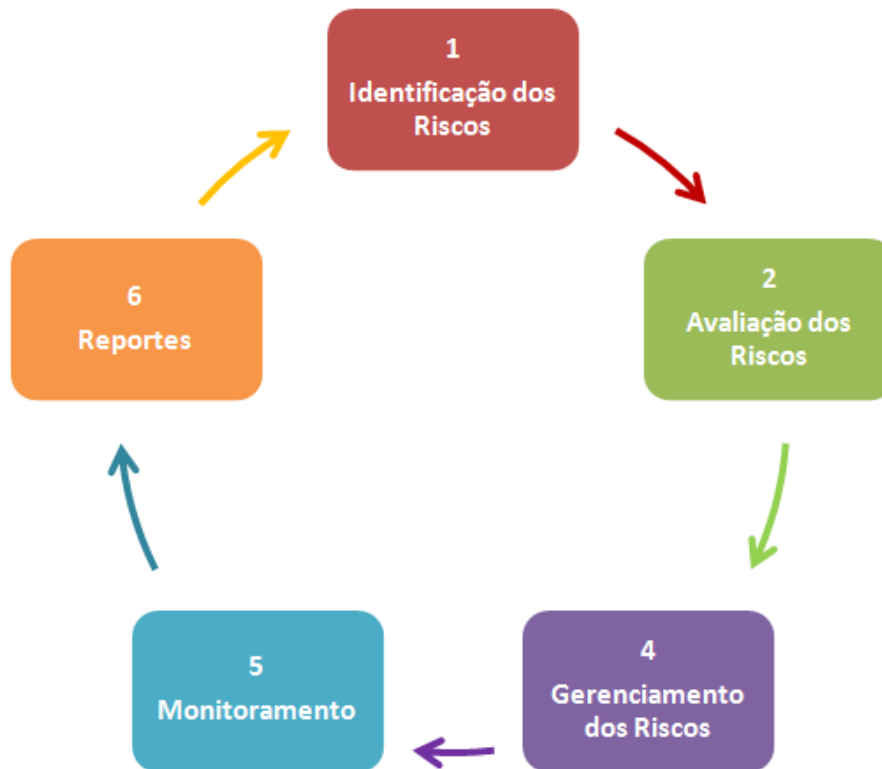 1
Identificação dos
Riscos
2
Avaliação dos
Riscos
4
Gerenciamento
dos Riscos
5
Monitoramento
6
Reportes